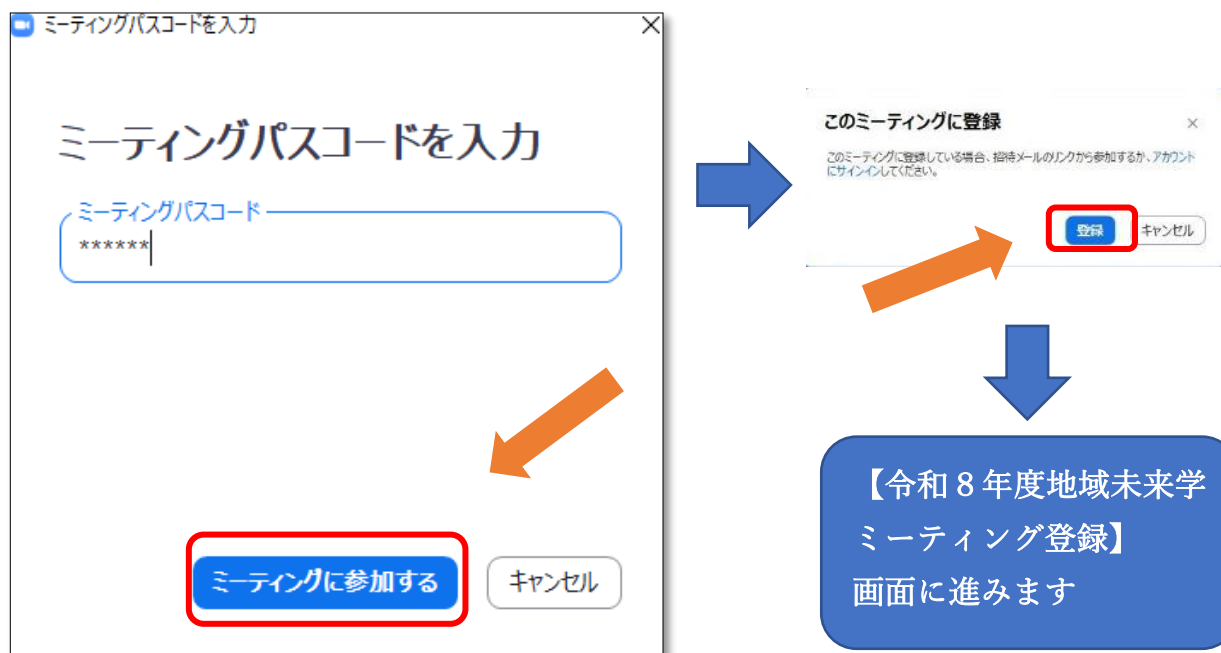 ミーティングパスコードを入力
ミーティングパスコードを入力
ミーティングパスコード
******
ミーティングに参加する
キャンセル
このミーティングに登録
このミーティングに登録している場合、招待メールのリンクから参加するか、アカウント
にサインインしてください。
登録
キャンセル
【令和８年度地域未来学
ミーティング登録】
画面に進みます